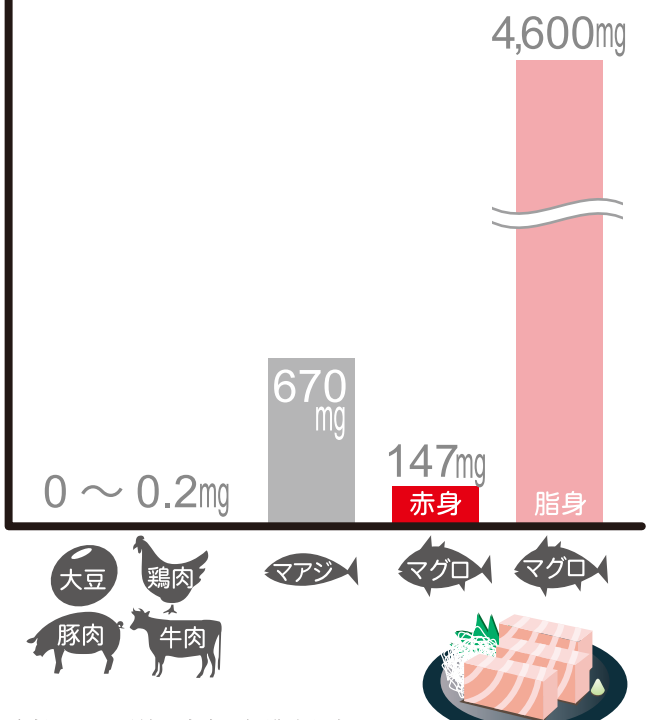 4,600mg
670
mg
147mg
0 ～ 0.2mg
赤身
脂身
大豆
鶏肉
マアジ
マグロ
マグロ
豚肉
牛肉